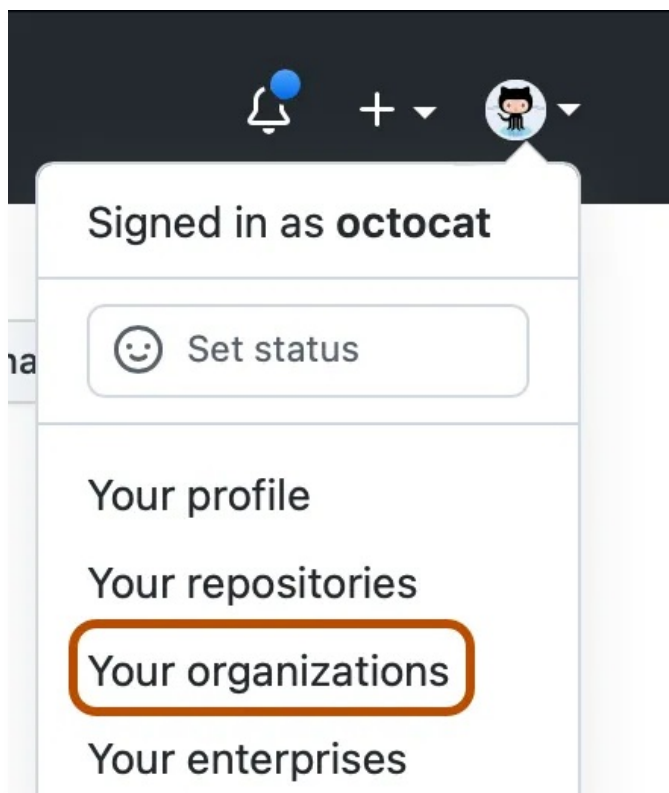 Signed in as octocat
Set status
Your profile
Your repositories
Your organizations
Your enterprises